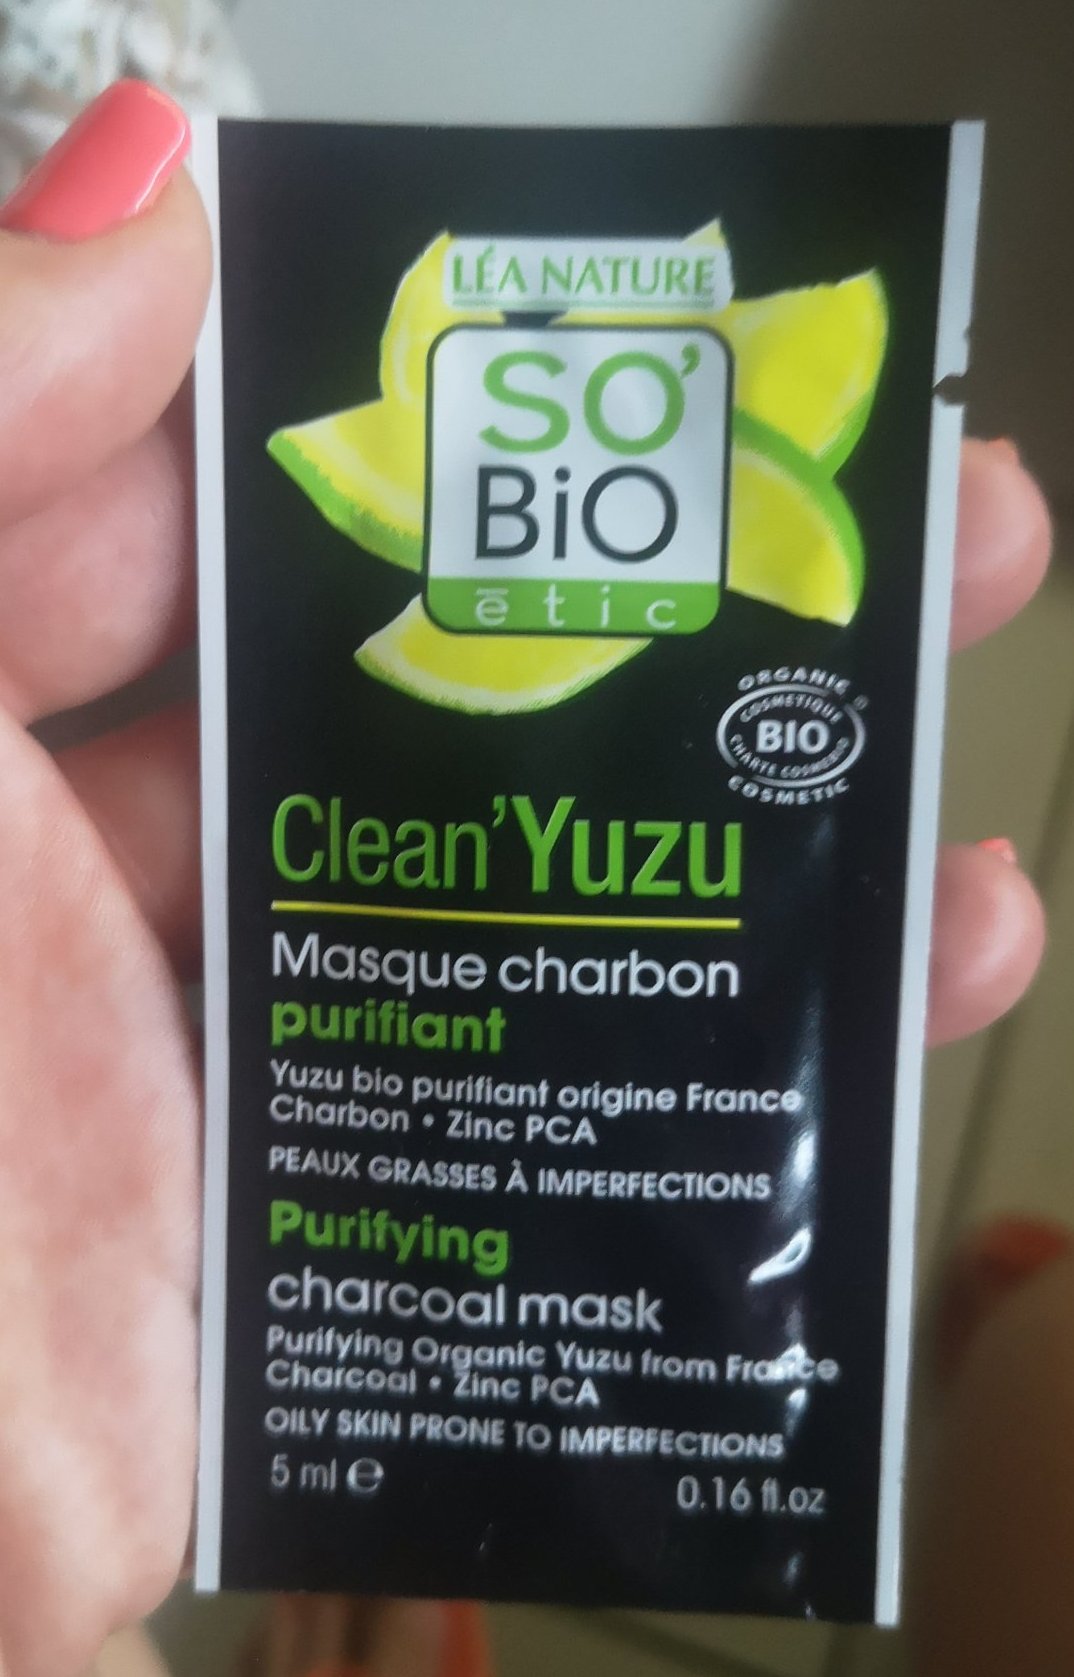 LÉA NATURE
SO'
BiO
ētic
ORGANIC
COSMETIQUE
BIO
CHARTE COSMEBIO
COSMETIC
Clean'Yuzu
Masque charbon
purifiant
Yuzu bio purifiant origine France
Charbon • Zinc PCA
PEAUX GRASSES À IMPERFECTIONS
Purifying
charcoal mask
Purifying Organic Yuzu from France
Charcoal • Zinc PCA
OILY SKIN PRONE TO IMPERFECTIONS
5 ml ℮ 0.16 fl.oz